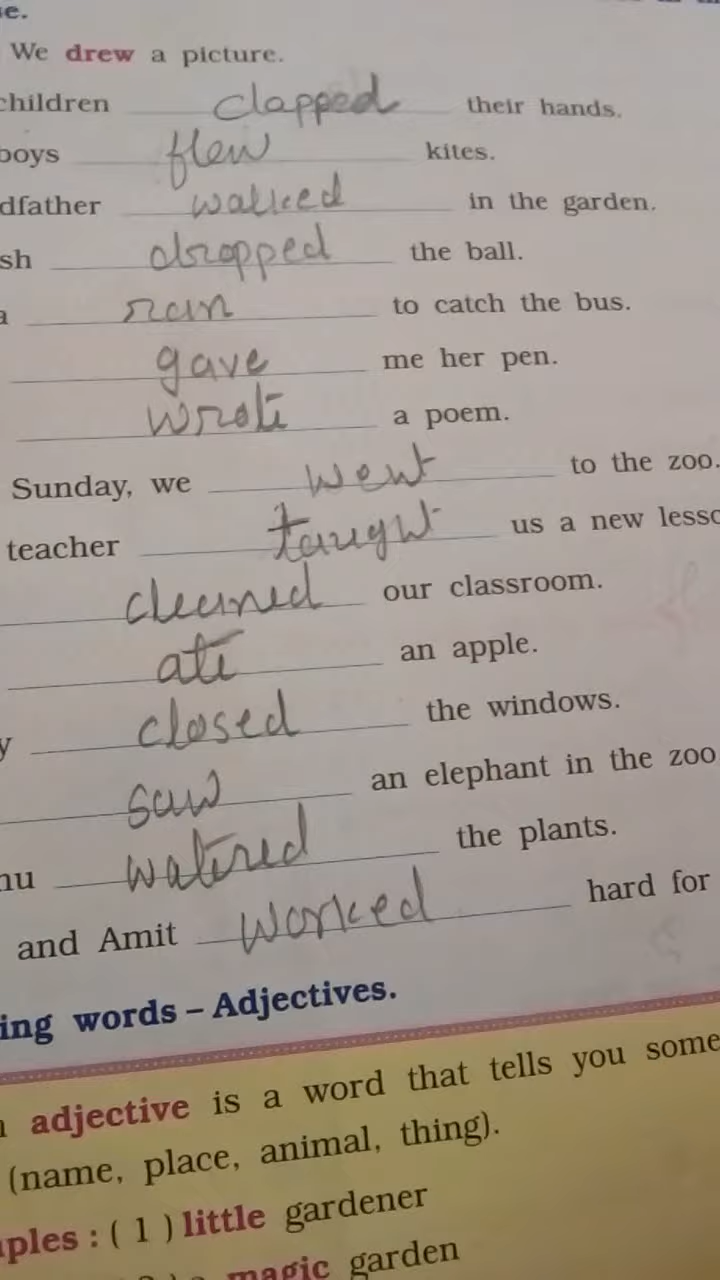 We drew a picture.
children clapped their hands.
boys flew kites.
dfather walked in the garden.
sh dropped the ball.
a ran to catch the bus.
gave me her pen.
wrote a poem.
Sunday, we went to the zoo.
teacher taught us a new lesso
cleaned our classroom.
ate an apple.
y closed the windows.
saw an elephant in the zoo
nu watered the plants.
and Amit worked hard for
ing words – Adjectives.
adjective is a word that tells you some
(name, place, animal, thing).
ples : ( 1 ) little gardener
magic garden